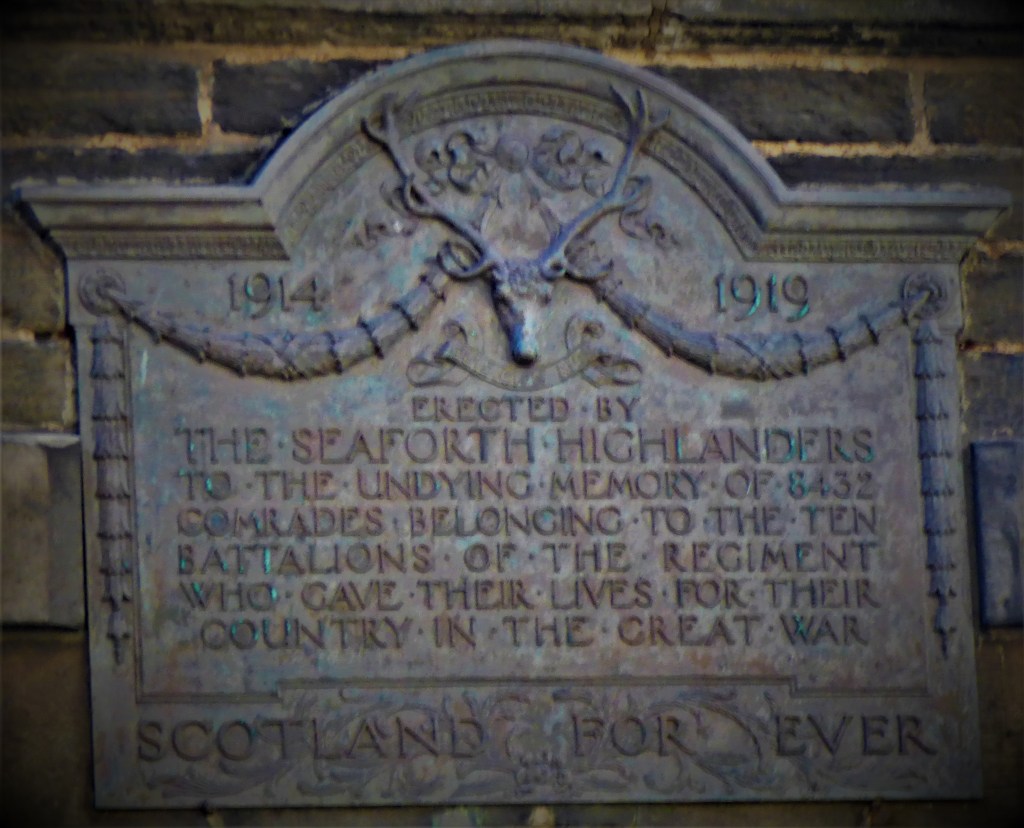 1914 1919
ERECTED · BY
THE · SEAFORTH · HIGHLANDERS
TO · THE · UNDYING · MEMORY · OF · 8432
COMRADES · BELONGING · TO · THE · TEN
BATTALIONS · OF · THE · REGIMENT
WHO · GAVE · THEIR · LIVES · FOR · THEIR
COUNTRY · IN · THE · GREAT · WAR
SCOTLAND FOR EVER